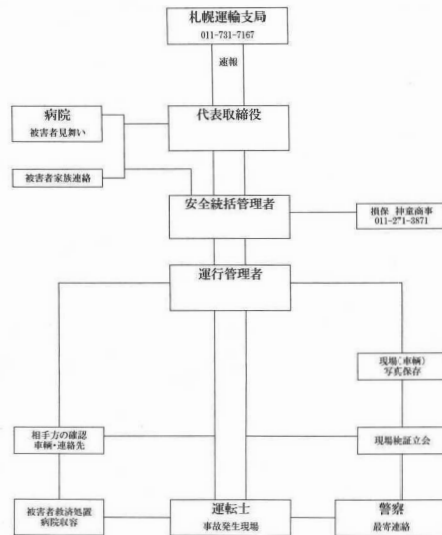 札幌運輸支局
011-731-7167
速報
病院
被害者見舞い
代表取締役
被害者家族連絡
安全統括管理者
損保 神童商事
運行管理者
現場(車輌)
写真保存
相手方の確認
車輌・連絡先
現場検証立会
被害者救済処置
病院収容
運転士
事故発生現場
警察
最寄連絡